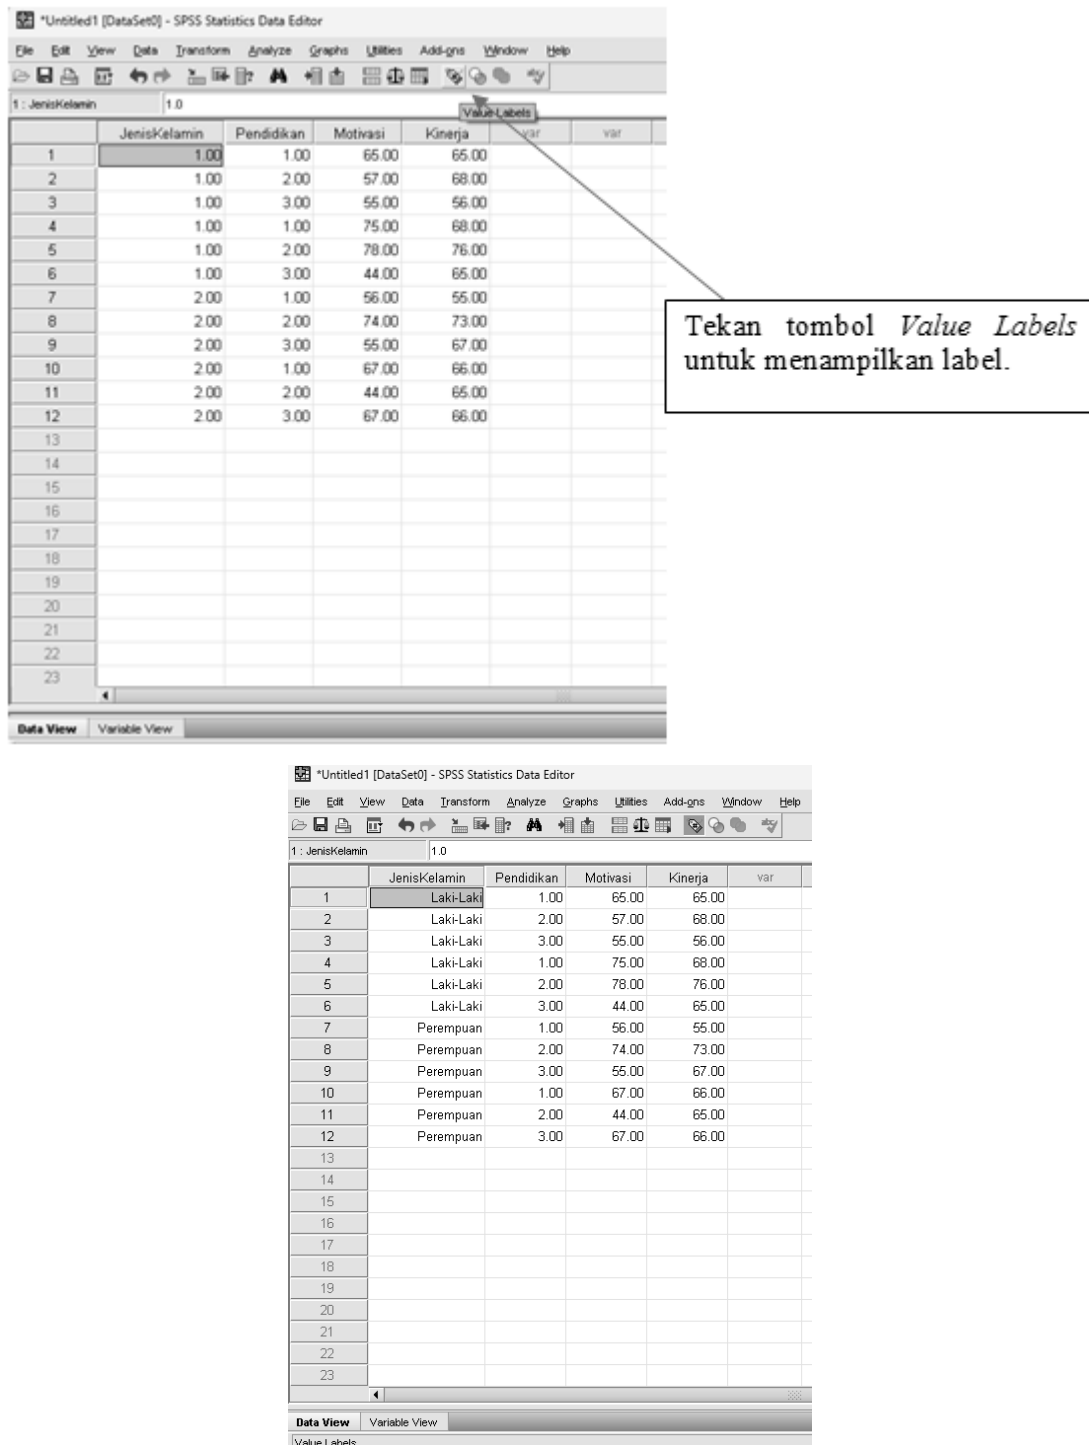 *Untitled1 [DataSet0] - SPSS Statistics Data Editor
File Edit View Data Transform Analyze Graphs Utilities Add-ons Window Help
1 : JenisKelamin 1.0
Value Labels
JenisKelamin Pendidikan Motivasi Kinerja var var
1 1.00 1.00 65.00 65.00
2 1.00 2.00 57.00 68.00
3 1.00 3.00 55.00 56.00
4 1.00 1.00 75.00 68.00
5 1.00 2.00 78.00 76.00
6 1.00 3.00 44.00 65.00
7 2.00 1.00 56.00 55.00
8 2.00 2.00 74.00 73.00
9 2.00 3.00 55.00 67.00
10 2.00 1.00 67.00 66.00
11 2.00 2.00 44.00 65.00
12 2.00 3.00 67.00 66.00
13
14
15
16
17
18
19
20
21
22
23
Data View Variable View
Tekan tombol Value Labels
untuk menampilkan label.
*Untitled1 [DataSet0] - SPSS Statistics Data Editor
File Edit View Data Transform Analyze Graphs Utilities Add-ons Window Help
1 : JenisKelamin 1.0
JenisKelamin Pendidikan Motivasi Kinerja var
1 Laki-Laki 1.00 65.00 65.00
2 Laki-Laki 2.00 57.00 68.00
3 Laki-Laki 3.00 55.00 56.00
4 Laki-Laki 1.00 75.00 68.00
5 Laki-Laki 2.00 78.00 76.00
6 Laki-Laki 3.00 44.00 65.00
7 Perempuan 1.00 56.00 55.00
8 Perempuan 2.00 74.00 73.00
9 Perempuan 3.00 55.00 67.00
10 Perempuan 1.00 67.00 66.00
11 Perempuan 2.00 44.00 65.00
12 Perempuan 3.00 67.00 66.00
13
14
15
16
17
18
19
20
21
22
23
Data View Variable View
Value Labels